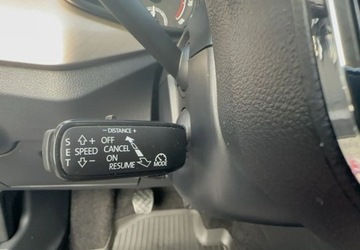 - DISTANCE +
S + OFF
E SPEED CANCEL
T - ON
RESUME
MODE